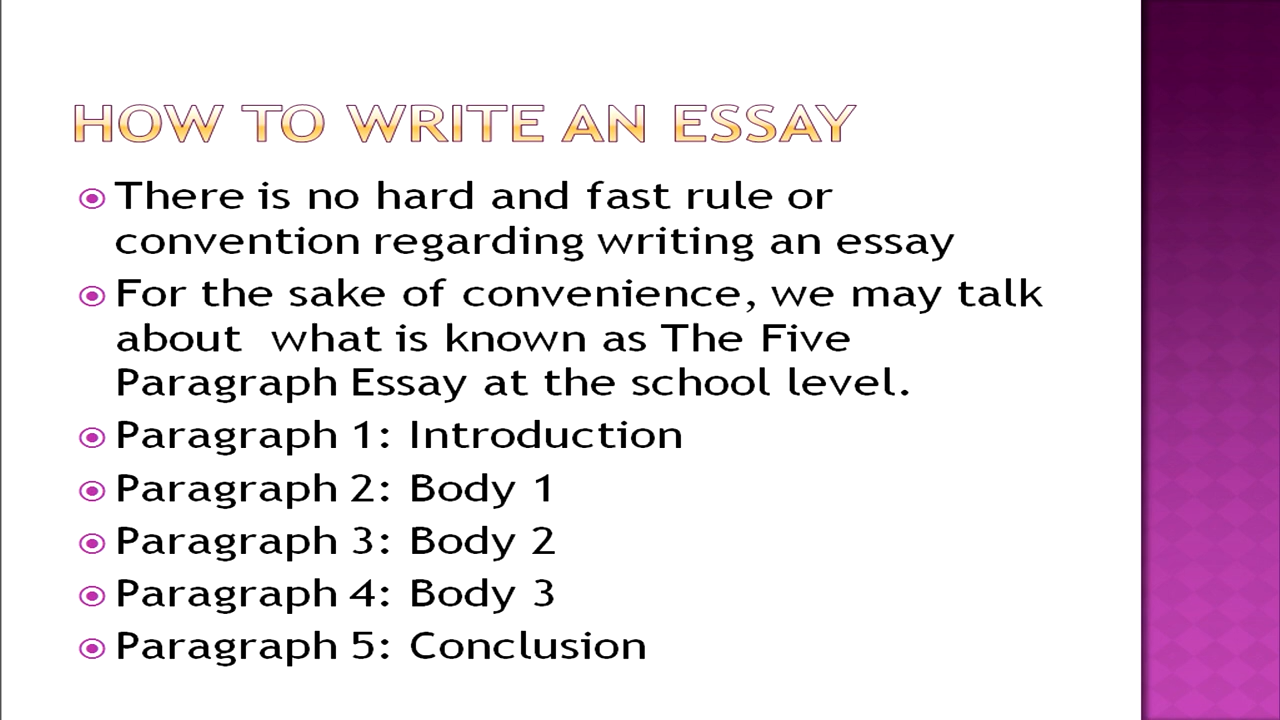 HOW TO WRITE AN ESSAY
There is no hard and fast rule or
convention regarding writing an essay
For the sake of convenience, we may talk
about what is known as The Five
Paragraph Essay at the school level.
Paragraph 1: Introduction
Paragraph 2: Body 1
Paragraph 3: Body 2
Paragraph 4: Body 3
Paragraph 5: Conclusion